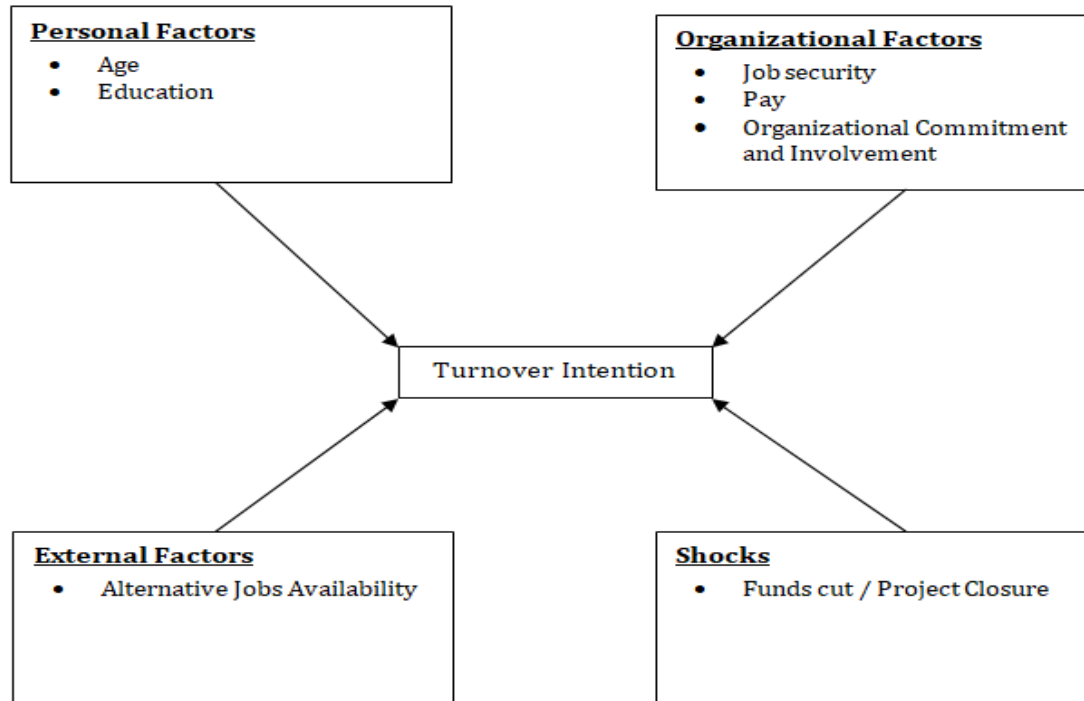 Personal Factors
• Age
• Education
Organizational Factors
• Job security
• Pay
• Organizational Commitment
and Involvement
Turnover Intention
External Factors
• Alternative Jobs Availability
Shocks
• Funds cut / Project Closure